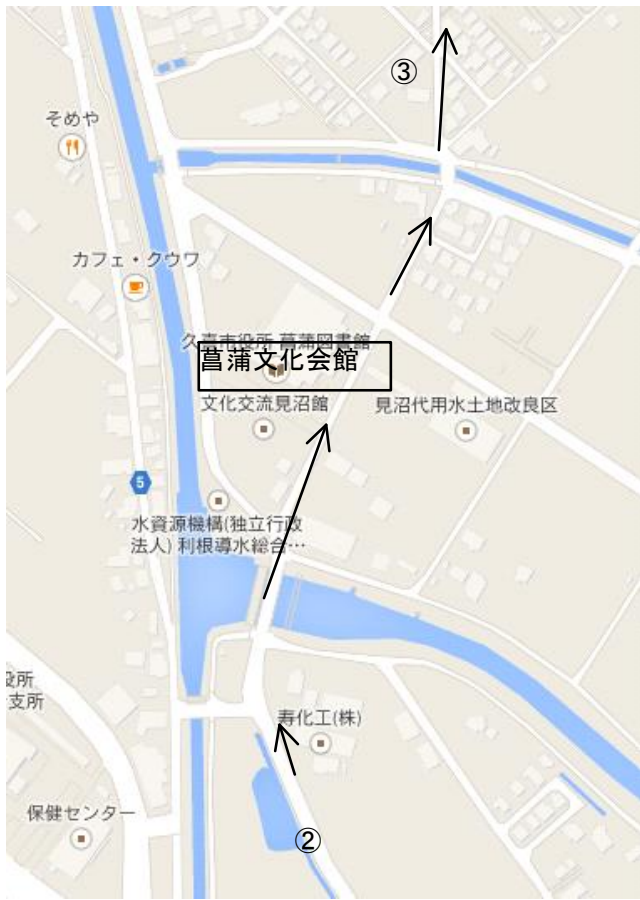 ③
そめや
カフェ・クウワ
久喜市役所 菖蒲図書館
菖蒲文化会館
文化交流見沼館
見沼代用水土地改良区
5
水資源機構(独立行政
法人) 利根導水総合…
役所
支所
寿化工(株)
保健センター
②